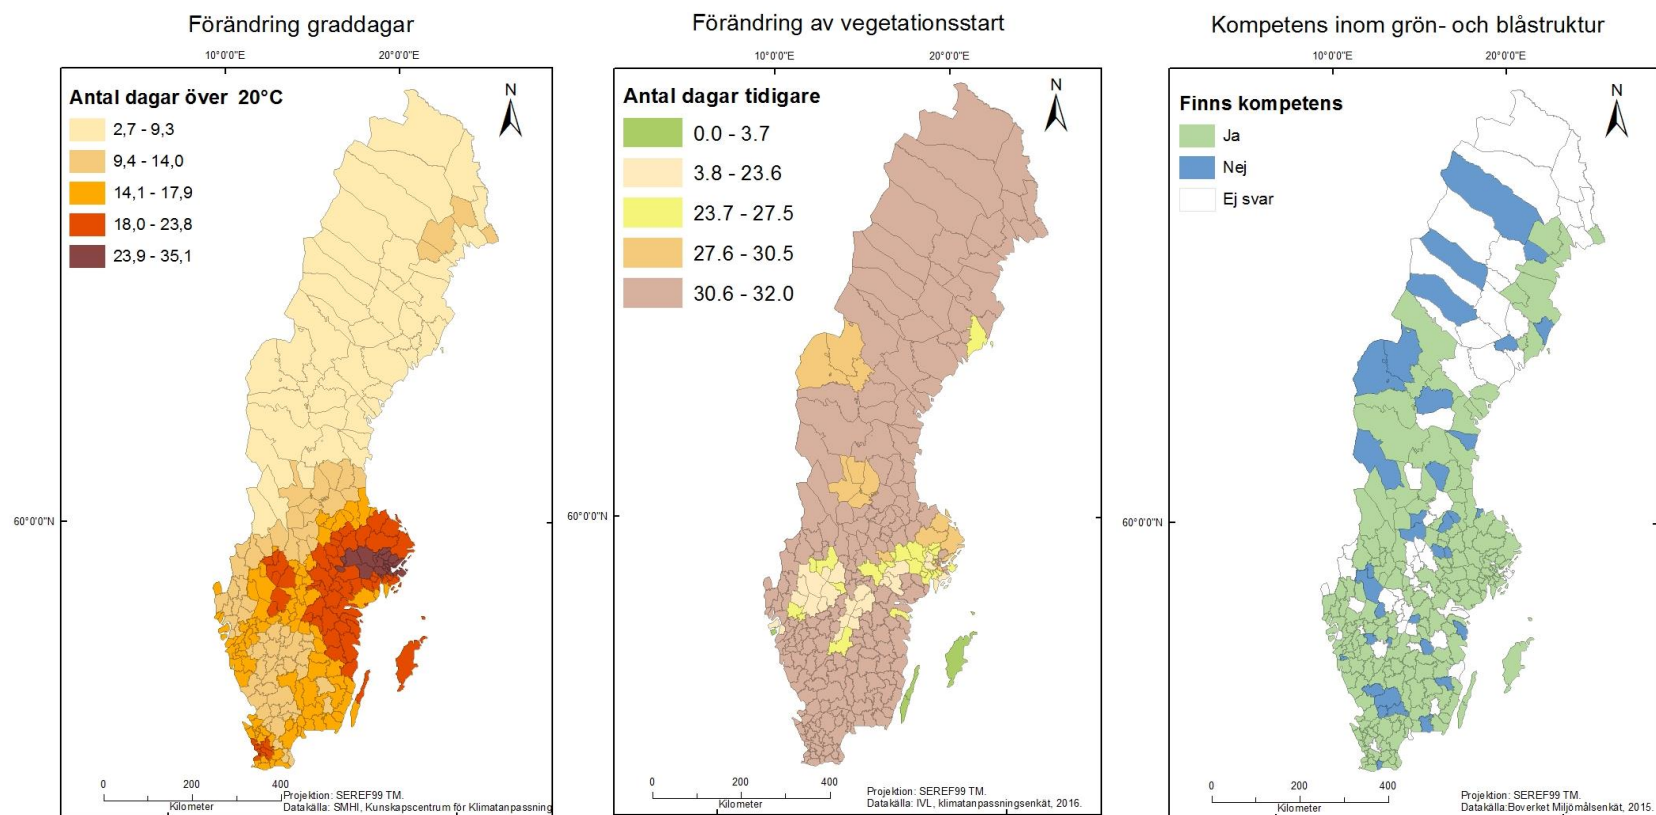 Förändring graddagar
10°0'0"E
20°0'0"E
Antal dagar över 20°C
2,7 - 9,3
9,4 - 14,0
14,1 - 17,9
18,0 - 23,8
23,9 - 35,1
N
60°0'0"N
0
200
400
Kilometer
Projektion: SEREF99 TM.
Datakälla: SMHI, Kunskapscentrum för Klimatanpassning
Förändring av vegetationsstart
10°0'0"E
20°0'0"E
Antal dagar tidigare
0.0 - 3.7
3.8 - 23.6
23.7 - 27.5
27.6 - 30.5
30.6 - 32.0
N
60°0'0"N
0
200
400
Kilometer
Projektion: SEREF99 TM.
Datakälla: IVL, klimatanpassningsenkät, 2016.
Kompetens inom grön- och blåstruktur
10°0'0"E
20°0'0"E
Finns kompetens
Ja
Nej
Ej svar
N
60°0'0"N
0
200
400
Kilometer
Projektion: SEREF99 TM.
Datakälla:Boverket Miljömålsenkät, 2015.